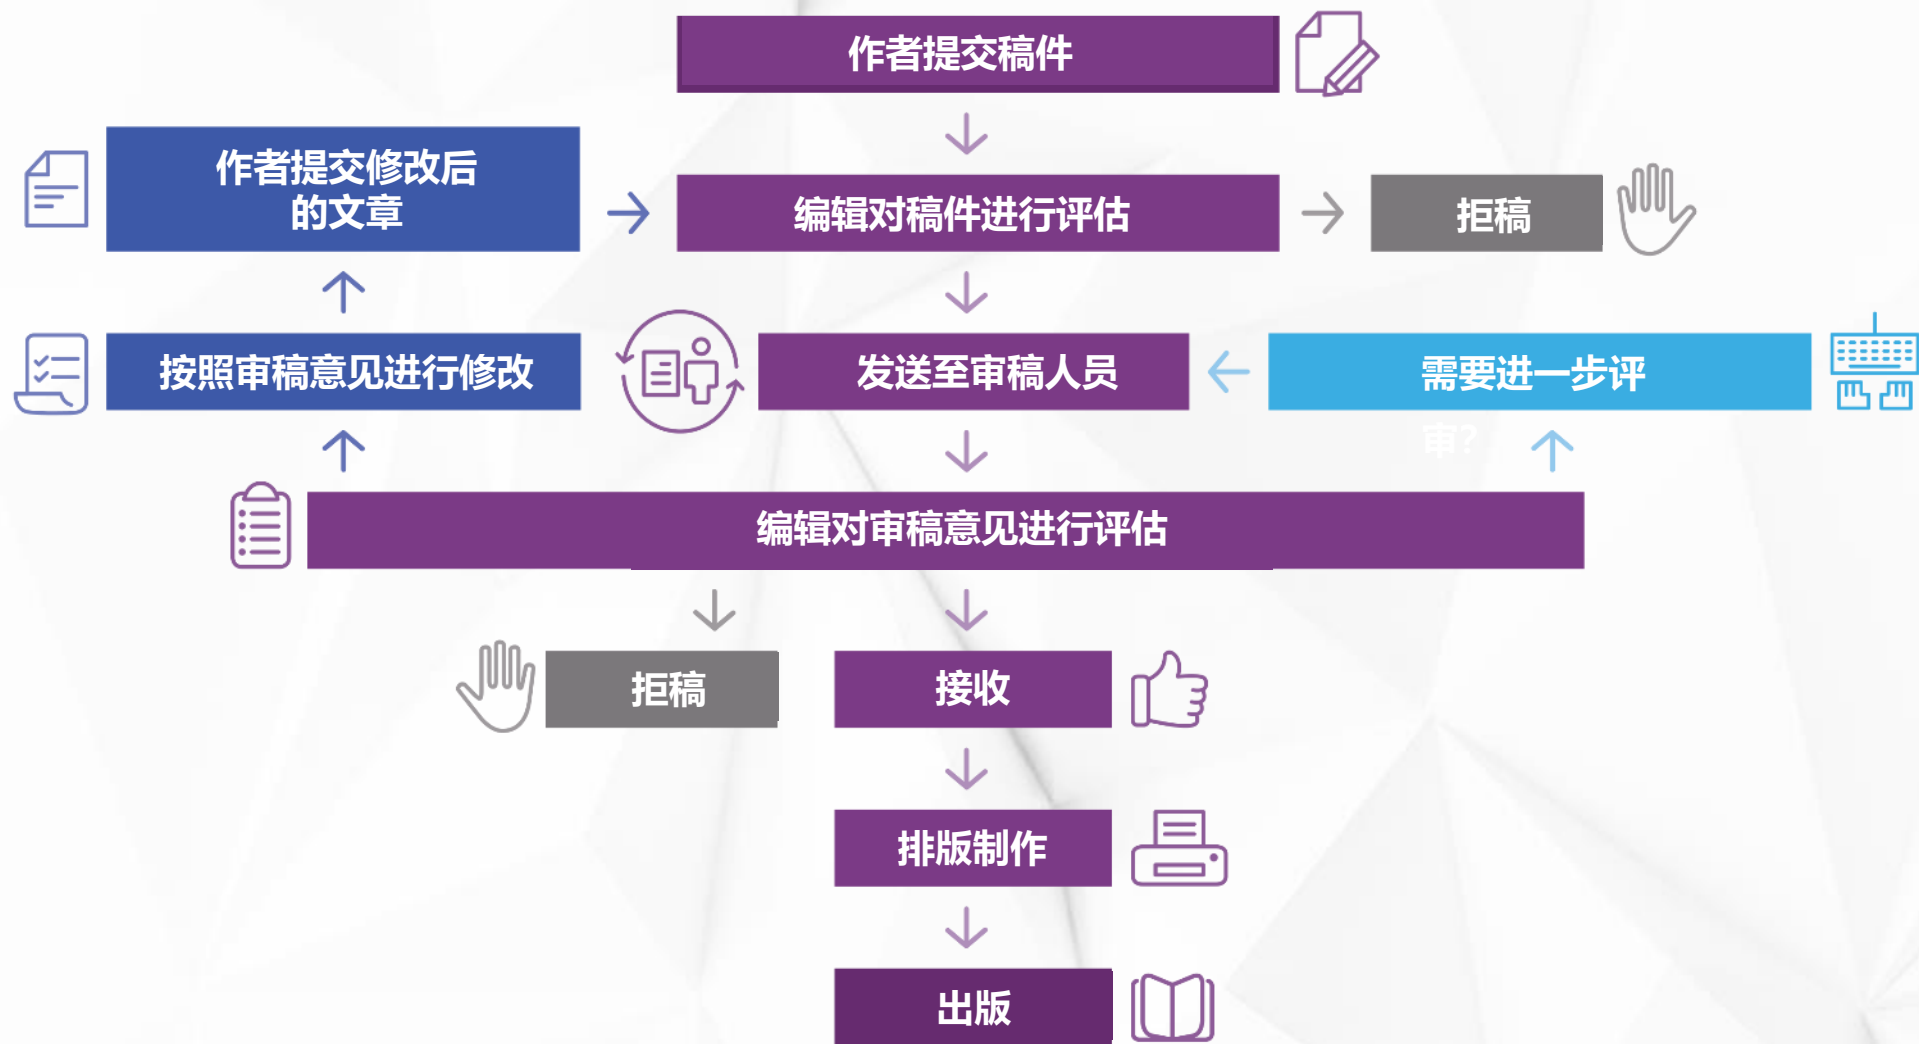 作者提交稿件
作者提交修改后
的文章
编辑对稿件进行评估
拒稿
按照审稿意见进行修改
发送至审稿人员
需要进一步评
审?
编辑对审稿意见进行评估
拒稿
接收
排版制作
出版